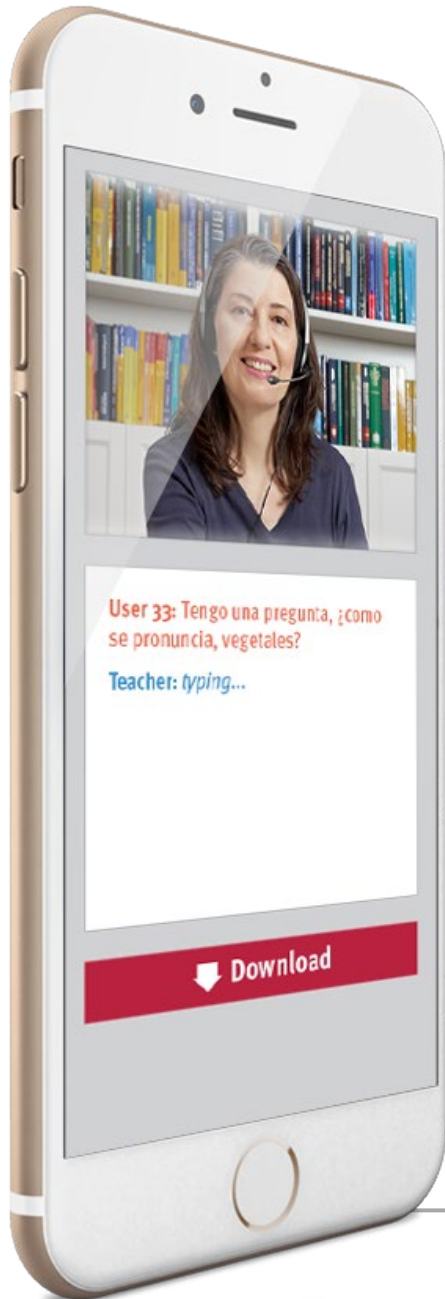 User 33: Tengo una pregunta, ¿como
se pronuncia, vegetales?
Teacher: typing...
Download